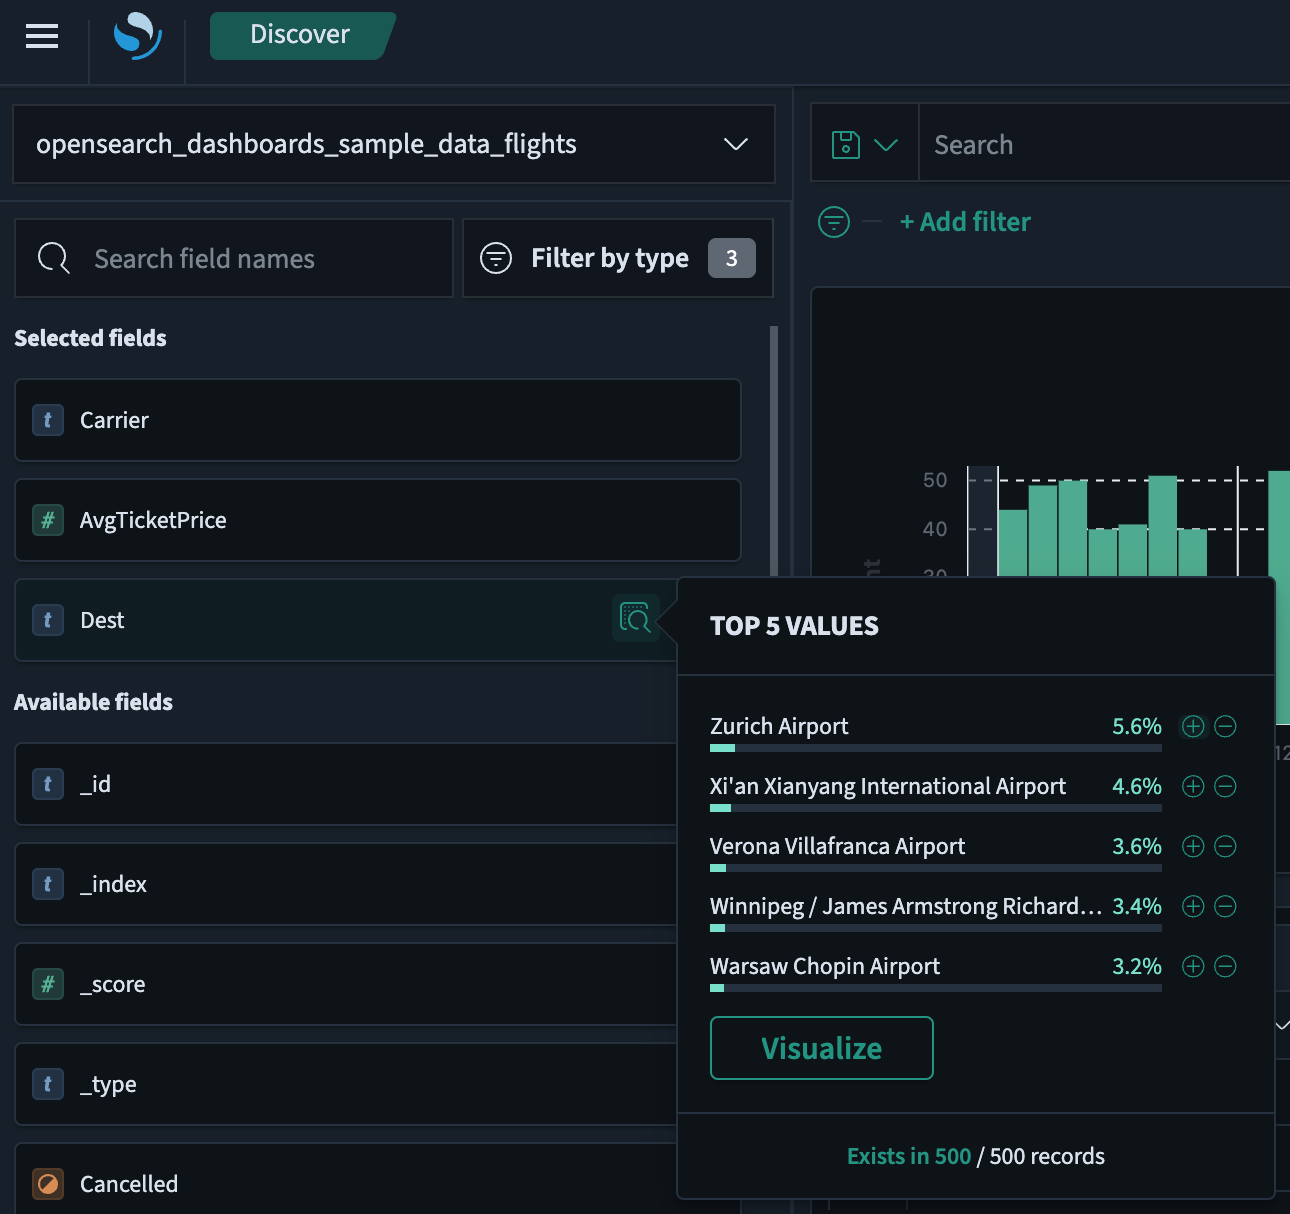 Discover
opensearch_dashboards_sample_data_flights
Search
+ Add filter
Search field names
Filter by type 3
Selected fields
t Carrier
# AvgTicketPrice
t Dest
Available fields
t _id
t _index
# _score
t _type
Cancelled
50
40
TOP 5 VALUES
Zurich Airport 5.6%
Xi'an Xianyang International Airport 4.6%
Verona Villafranca Airport 3.6%
Winnipeg / James Armstrong Richard... 3.4%
Warsaw Chopin Airport 3.2%
Visualize
Exists in 500 / 500 records